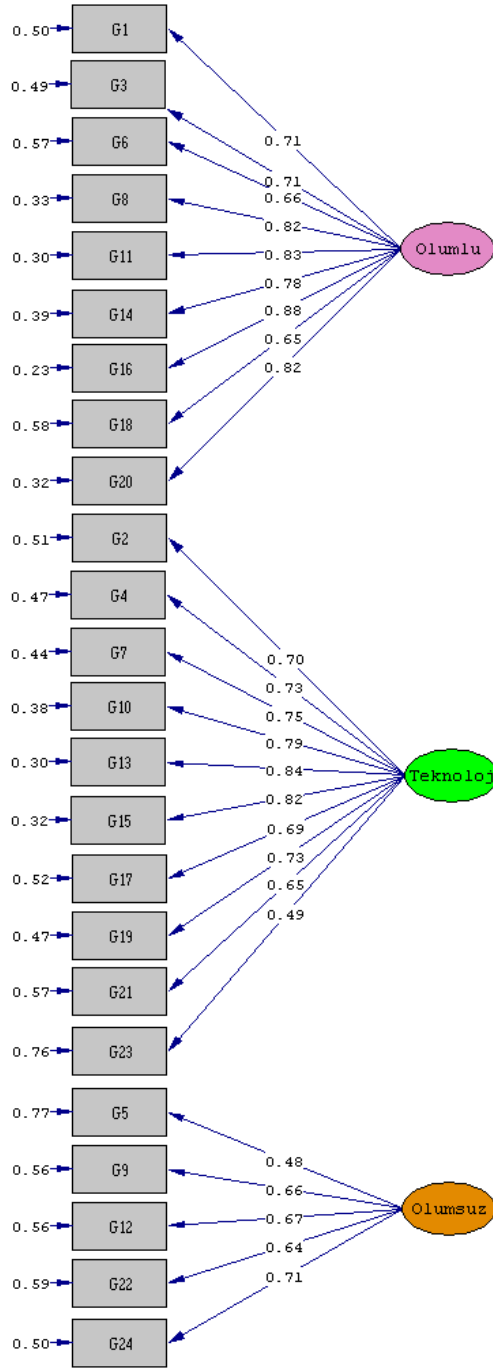 0.50 G1
0.49 G3
0.57 G6
0.33 G8
0.30 G11
0.39 G14
0.23 G16
0.58 G18
0.32 G20
0.71
0.71
0.66
0.82
0.83
0.78
0.88
0.65
0.82
Olumlu
0.51 G2
0.47 G4
0.44 G7
0.38 G10
0.30 G13
0.32 G15
0.52 G17
0.47 G19
0.57 G21
0.76 G23
0.70
0.73
0.75
0.79
0.84
0.82
0.69
0.73
0.65
0.49
Teknoloj
0.77 G5
0.56 G9
0.56 G12
0.59 G22
0.50 G24
0.48
0.66
0.67
0.64
0.71
Olumsuz